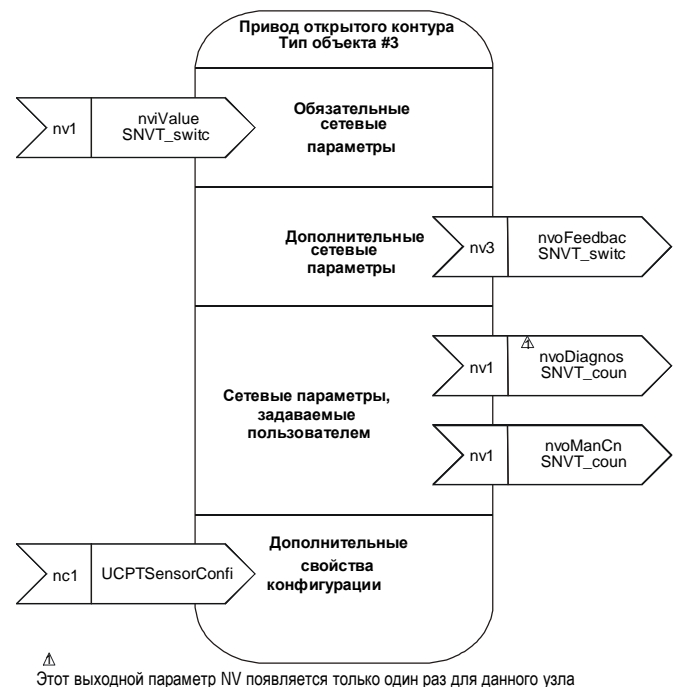 Привод открытого контура
Тип объекта #3
nv1
nviValue
SNVT_switc
Обязательные
сетевые
параметры
Дополнительные
сетевые
параметры
nv3
nvoFeedbac
SNVT_switc
nv1
nvoDiagnos
SNVT_coun
Сетевые параметры,
задаваемые
пользователем
nv1
nvoManCn
SNVT_coun
nc1
UCPTSensorConfi
Дополнительные
свойства
конфигурации
Этот выходной параметр NV появляется только один раз для данного узла